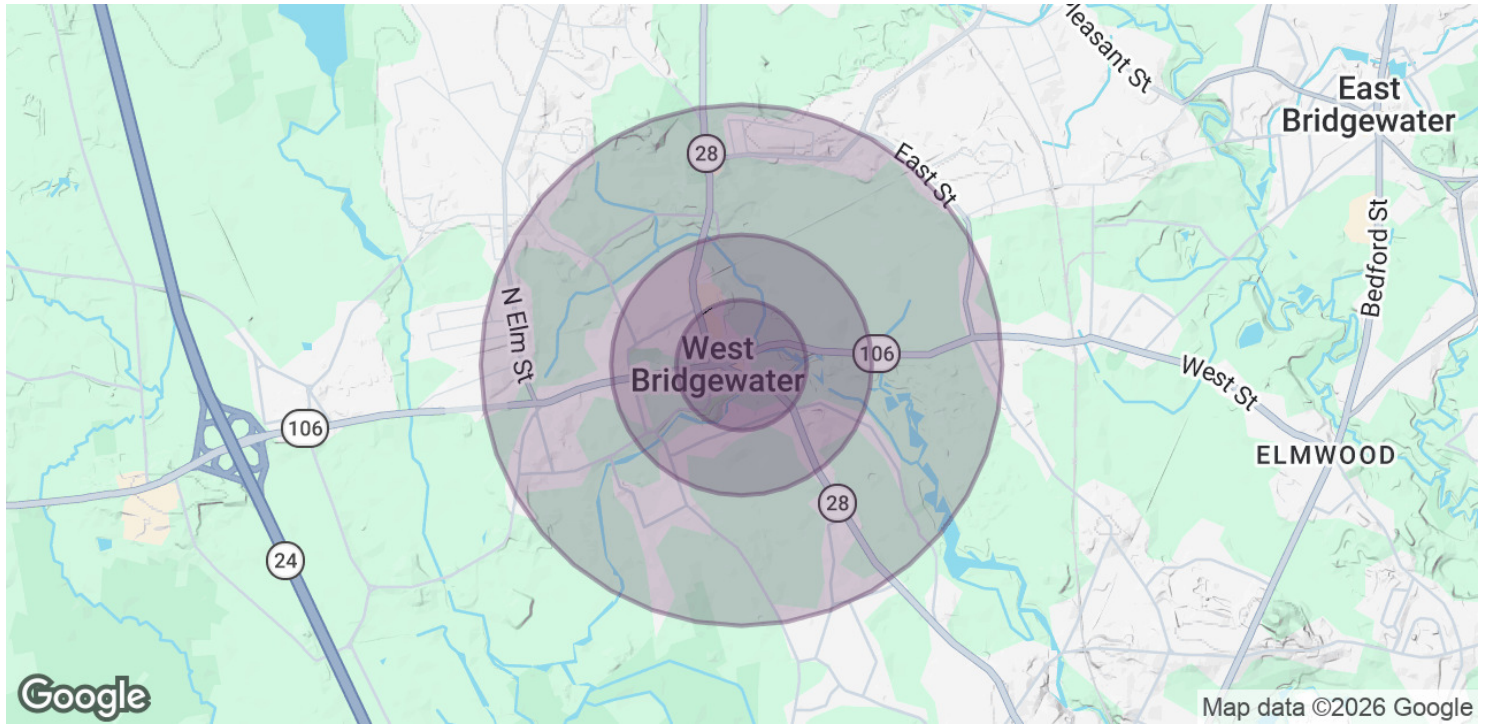 Pleasant St
East
Bridgewater
28
East St
Bedford St
N Elm St
West
Bridgewater
106
West St
106
ELMWOOD
28
24
Google
Map data ©2026 Google